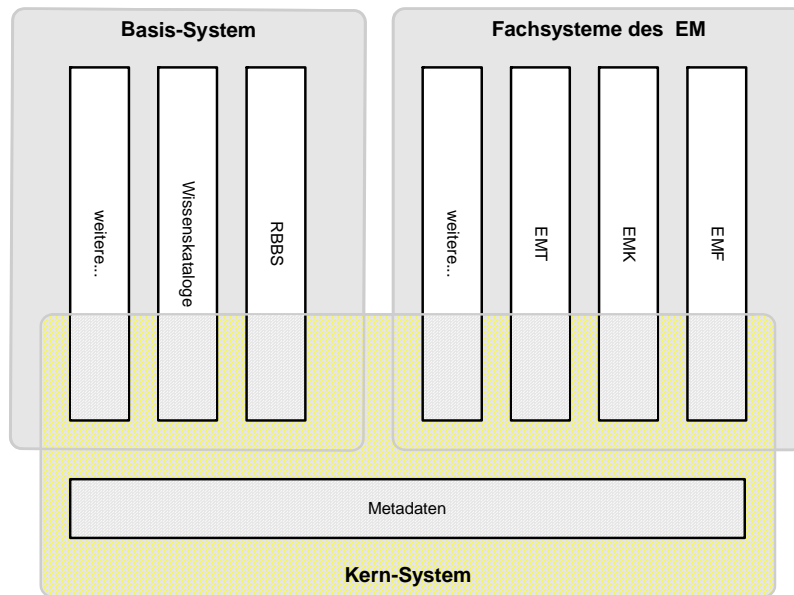 Basis-System
Fachsysteme des EM
weitere...
Wissenskataloge
RBBS
weitere...
EMT
EMK
EMF
Metadaten
Kern-System